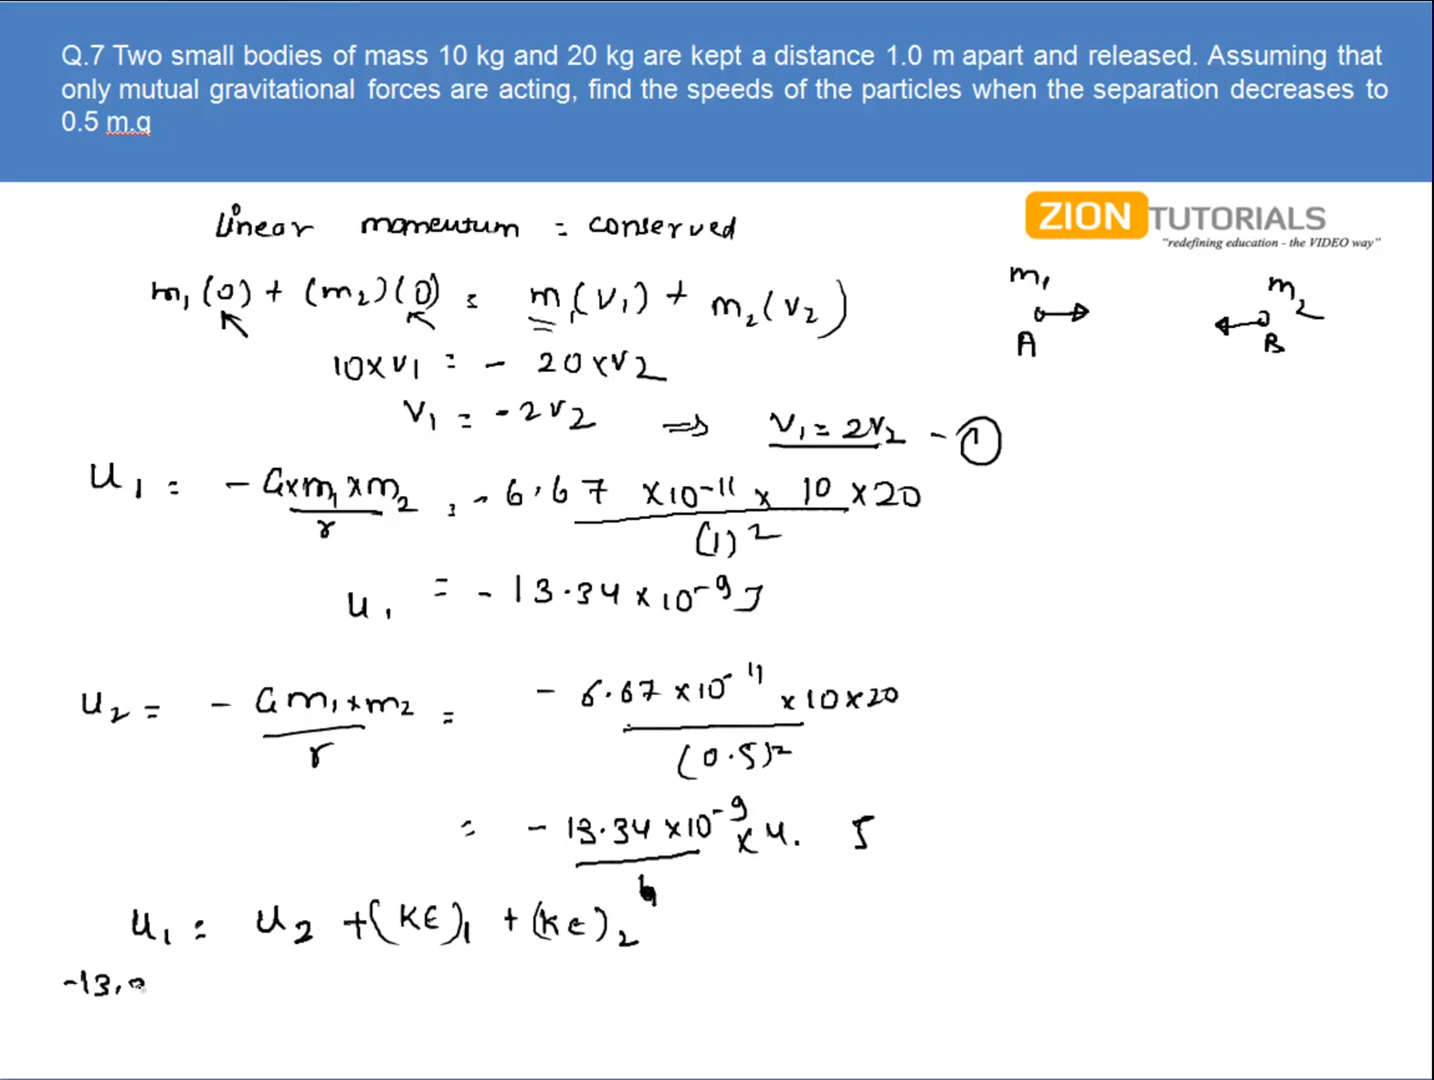 Q.7 Two small bodies of mass 10 kg and 20 kg are kept a distance 1.0 m apart and released. Assuming that
only mutual gravitational forces are acting, find the speeds of the particles when the separation decreases to
0.5 m.q
ZION TUTORIALS
"redefining education - the VIDEO way"
Linear momentum = conserved
m₁(0) + (m₂)(0) = m₁(v₁) + m₂(v₂)
m₁ m₂
A B
10×v₁ = - 20×v₂
v₁ = -2v₂ ⇒ v₁ = 2v₂ - ①
u₁ = - G×m₁×m₂/r = - 6.67 ×10⁻¹¹ × 10 ×20/(1)²
u₁ = - 13.34×10⁻⁹ J
u₂ = - Gm₁×m₂/r = - 6.67×10⁻¹¹ ×10×20/(0.5)²
= - 13.34×10⁻⁹ ×4. J
u₁ = u₂ +(KE)₁ + (KE)₂
-13.